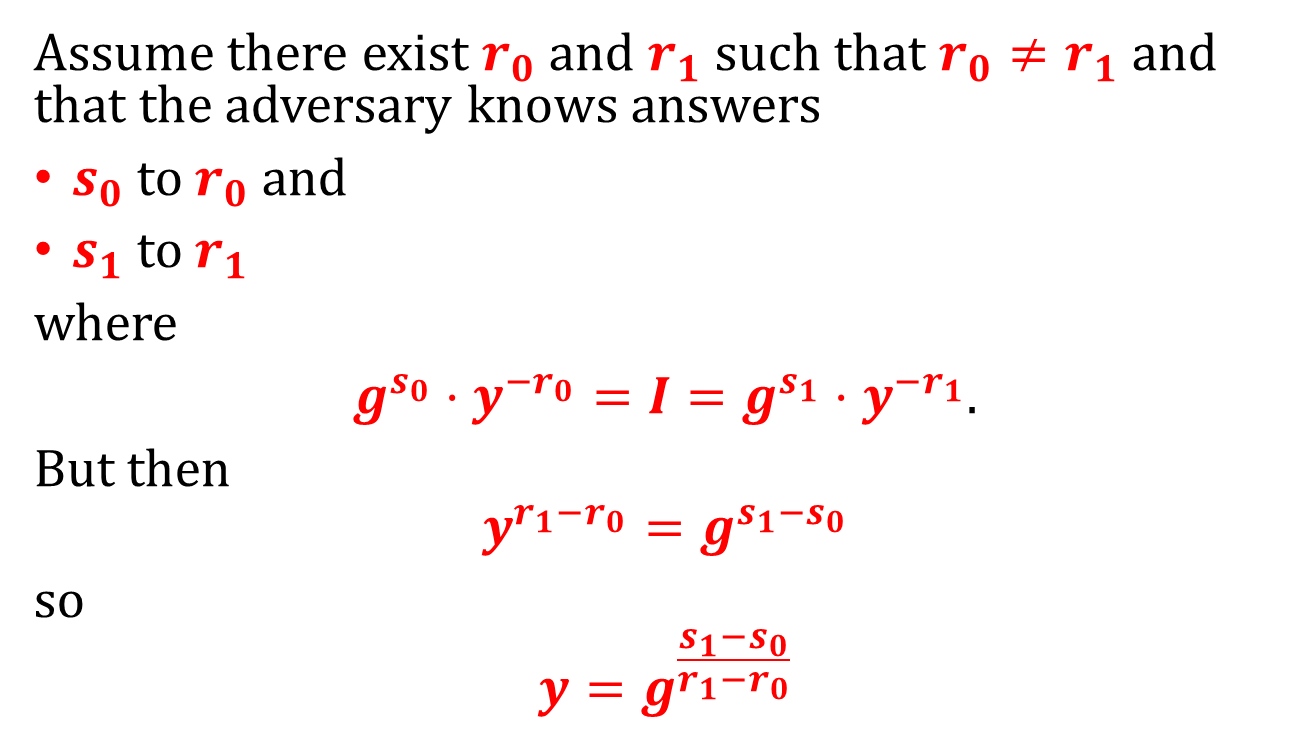 Assume there exist r₀ and r₁ such that r₀ ≠ r₁ and
that the adversary knows answers
• s₀ to r₀ and
• s₁ to r₁
where
g^{s₀} · y^{−r₀} = I = g^{s₁} · y^{−r₁}.
But then
y^{r₁−r₀} = g^{s₁−s₀}
so
y = g^{\frac{s₁−s₀}{r₁−r₀}}